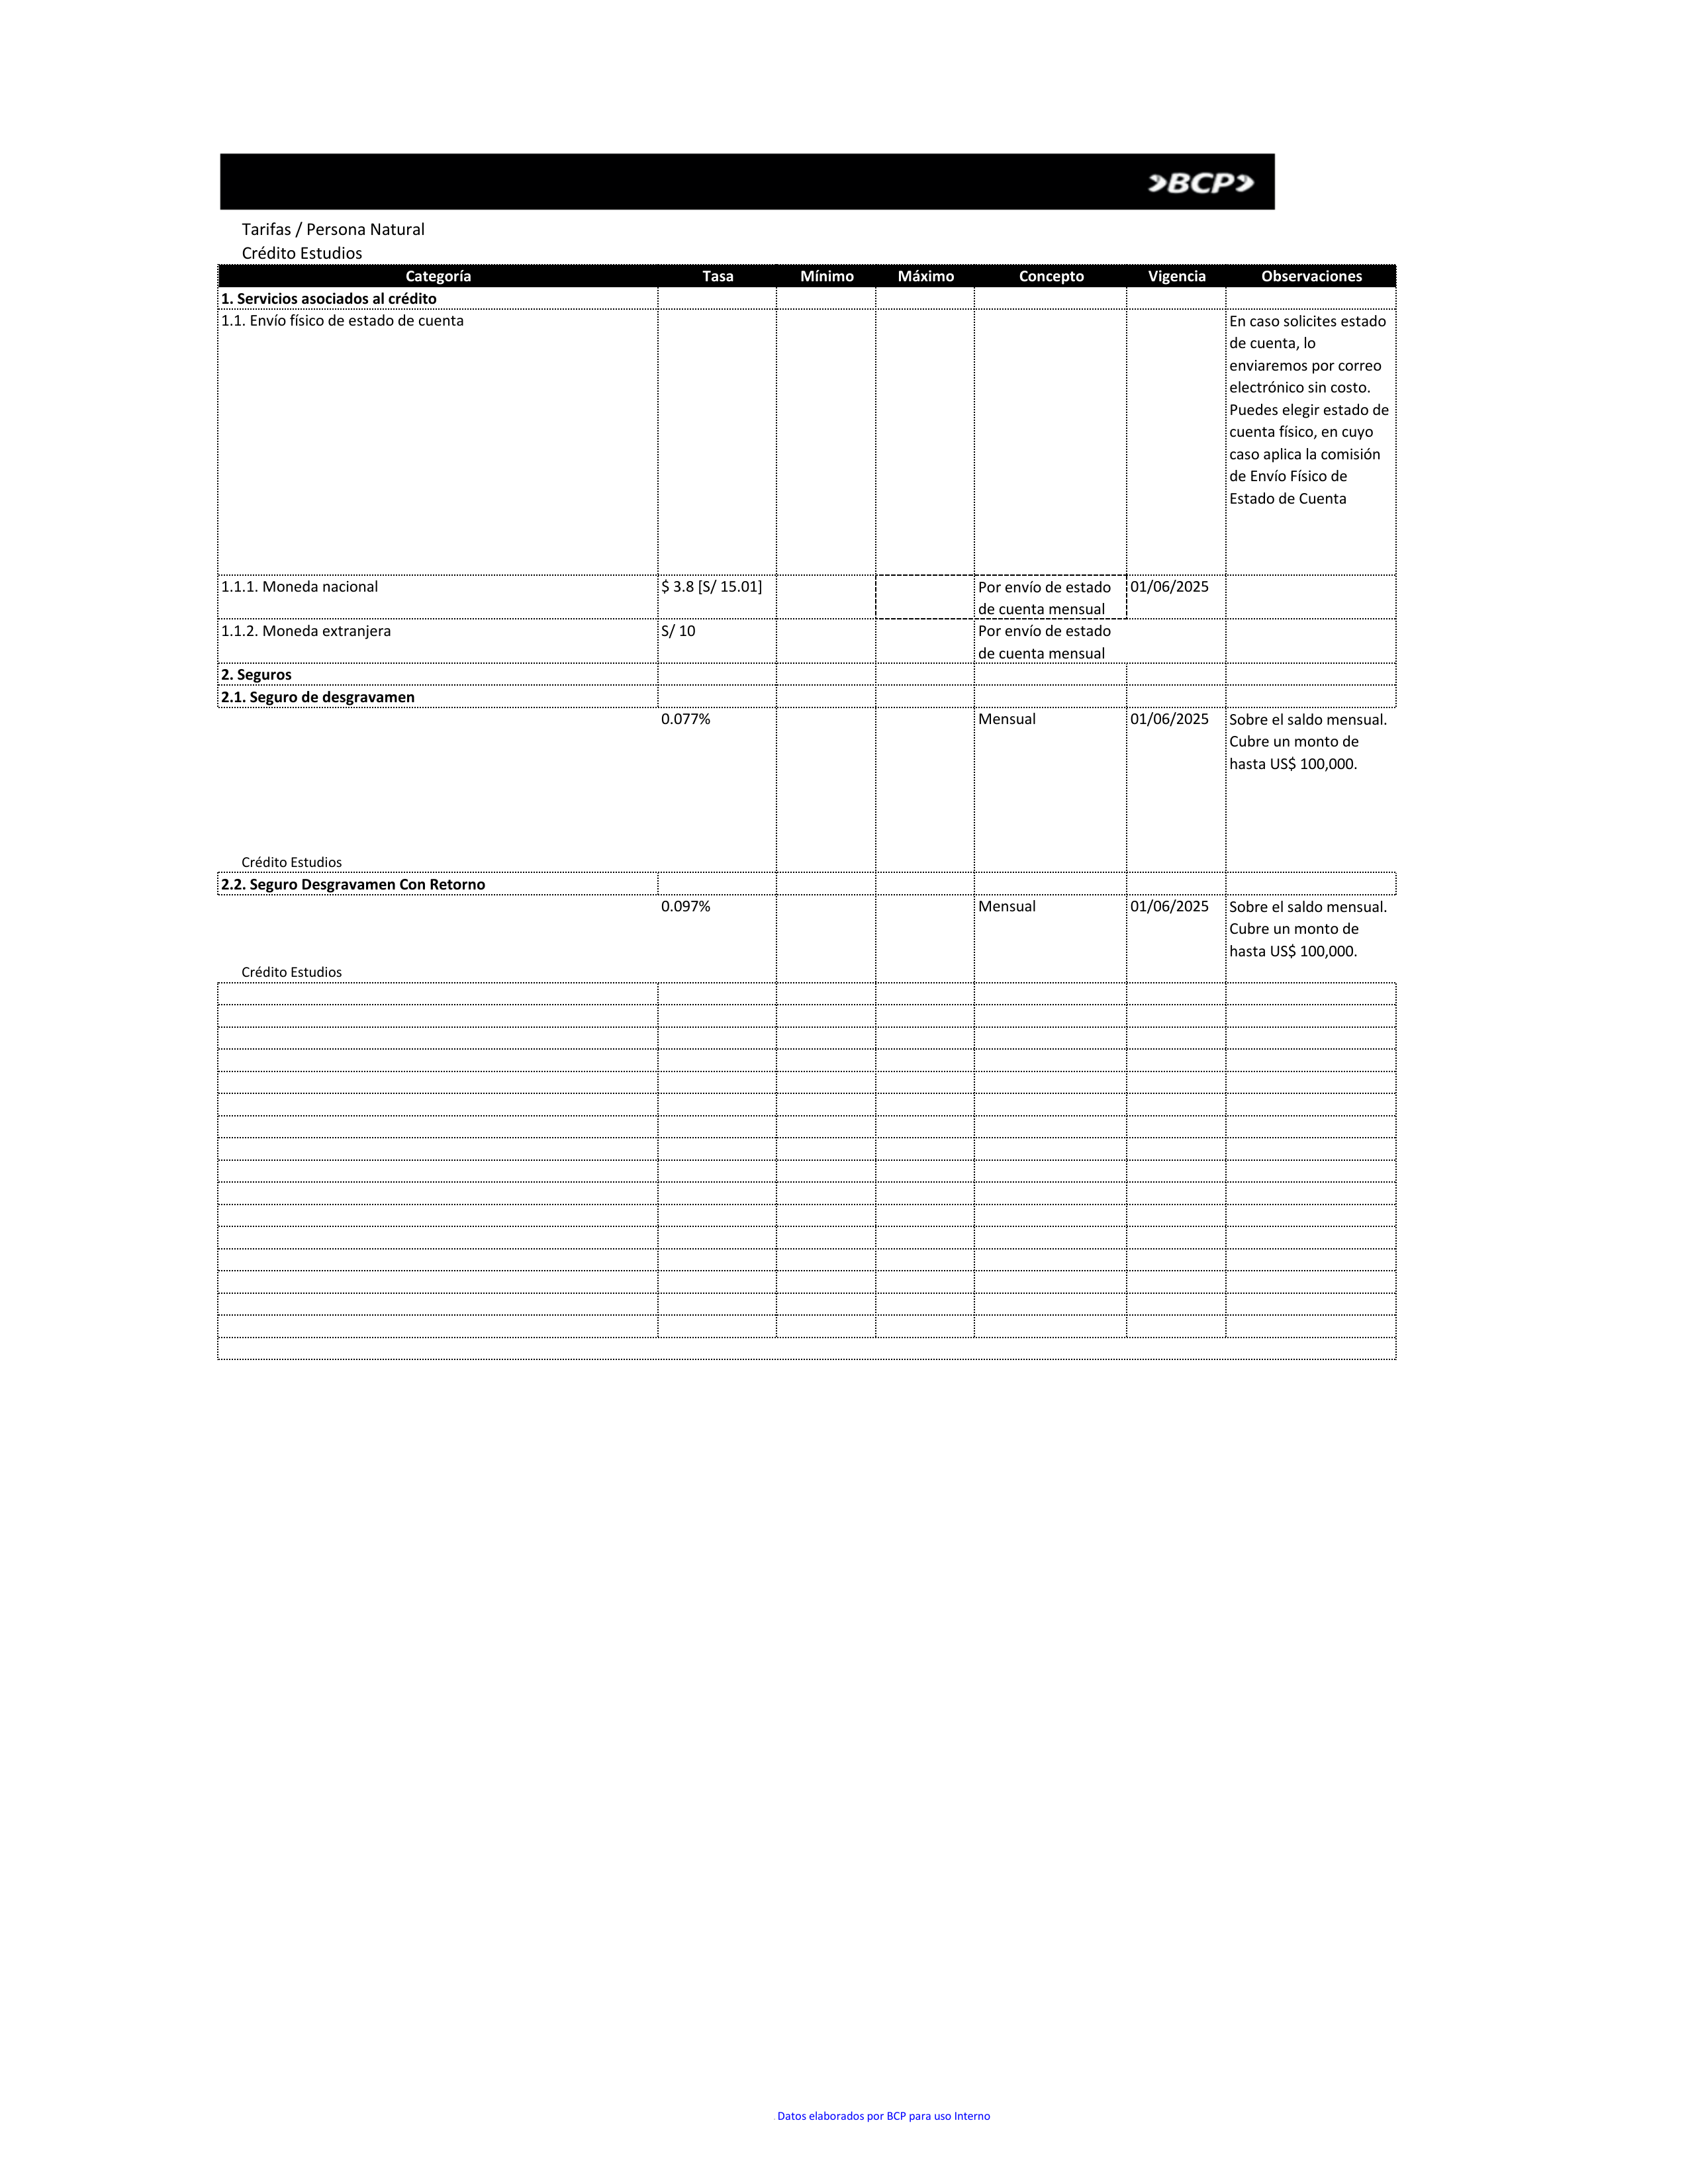 BCP
Tarifas / Persona Natural
Crédito Estudios
Categoría Tasa Mínimo Máximo Concepto Vigencia Observaciones
1. Servicios asociados al crédito
1.1. Envío físico de estado de cuenta
En caso solicites estado
de cuenta, lo
enviaremos por correo
electrónico sin costo.
Puedes elegir estado de
cuenta físico, en cuyo
caso aplica la comisión
de Envío Físico de
Estado de Cuenta
1.1.1. Moneda nacional $ 3.8 [S/ 15.01] Por envío de estado 01/06/2025
de cuenta mensual
1.1.2. Moneda extranjera S/ 10 Por envío de estado
de cuenta mensual
2. Seguros
2.1. Seguro de desgravamen
0.077% Mensual 01/06/2025 Sobre el saldo mensual.
Cubre un monto de
hasta US$ 100,000.
Crédito Estudios
2.2. Seguro Desgravamen Con Retorno
0.097% Mensual 01/06/2025 Sobre el saldo mensual.
Cubre un monto de
hasta US$ 100,000.
Crédito Estudios
Datos elaborados por BCP para uso Interno